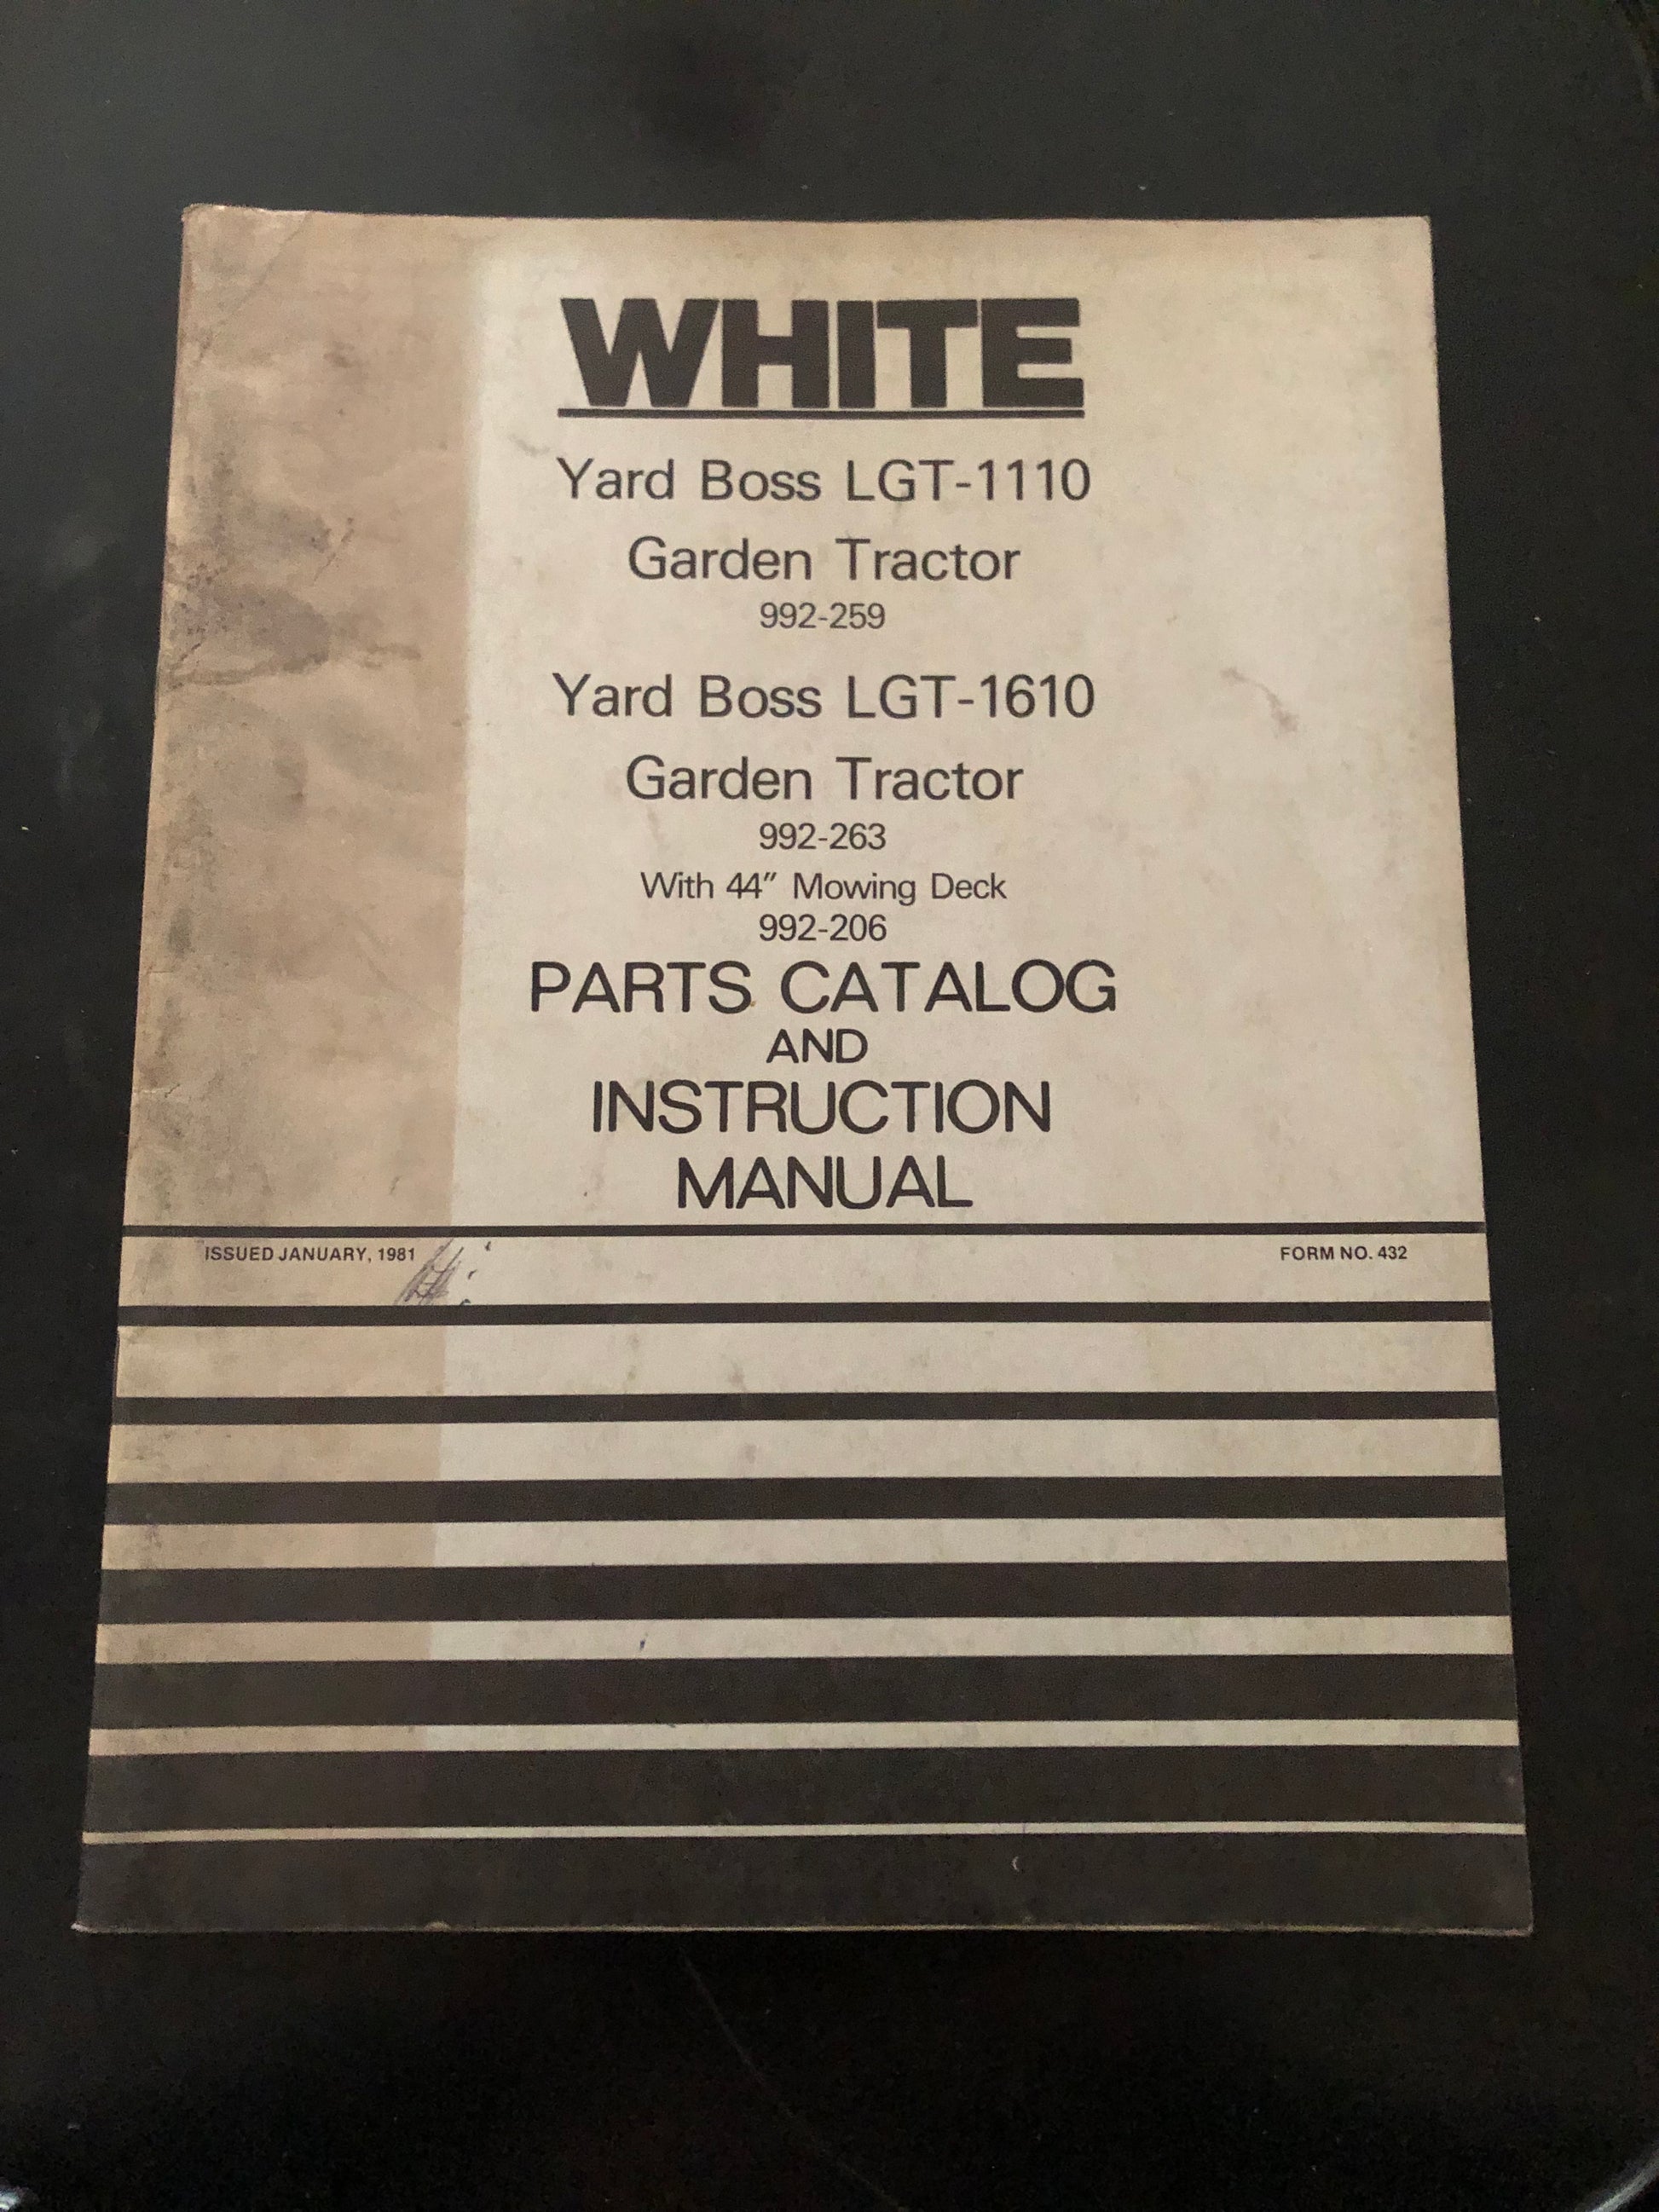 WHITE
Yard Boss LGT-1110
Garden Tractor
992-259
Yard Boss LGT-1610
Garden Tractor
992-263
With 44″ Mowing Deck
992-206
PARTS CATALOG
AND
INSTRUCTION
MANUAL
ISSUED JANUARY, 1981
FORM NO. 432